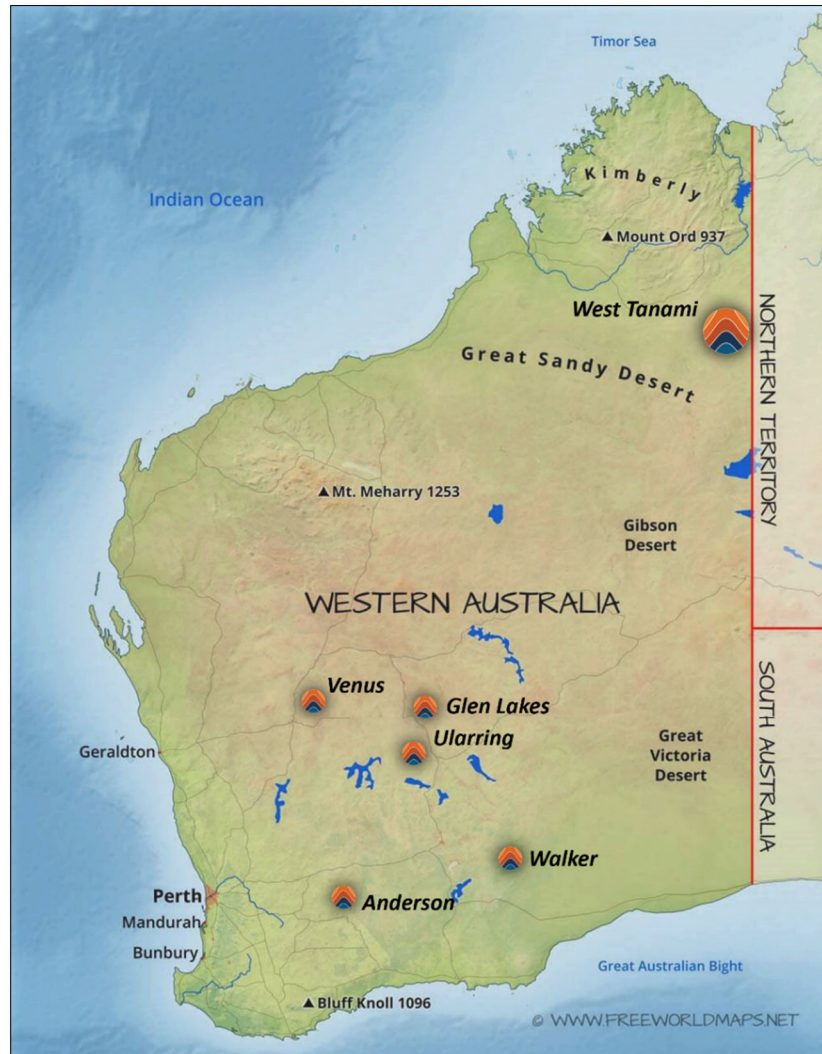 Timor Sea
Indian Ocean
Kimberly
Mount Ord 937
West Tanami
Great Sandy Desert
NORTHERN TERRITORY
Mt. Meharry 1253
Gibson
Desert
WESTERN AUSTRALIA
Venus
Glen Lakes
Ularring
SOUTH AUSTRALIA
Geraldton
Great
Victoria
Desert
Walker
Perth
Anderson
Mandurah
Bunbury
Great Australian Bight
Bluff Knoll 1096
© WWW.FREEWORLDMAPS.NET